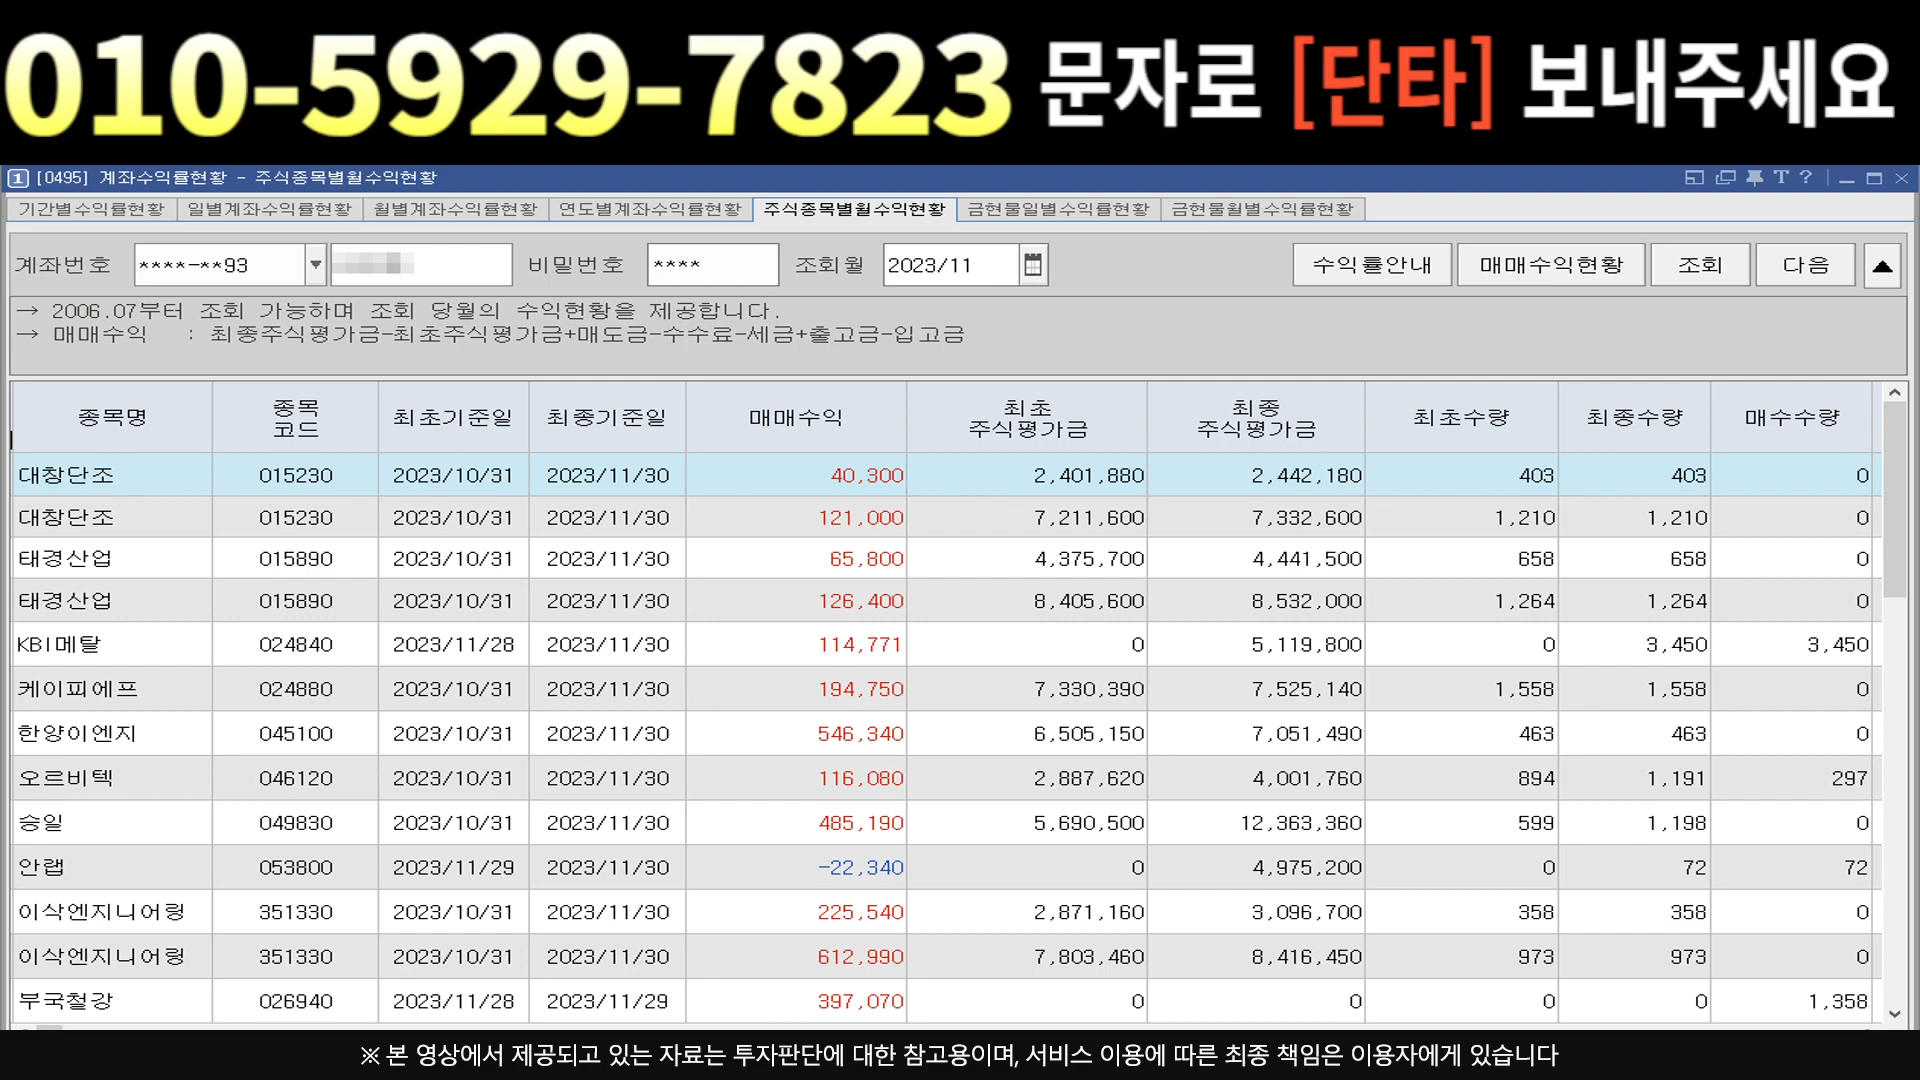 010-5929-7823 문자로 [단타] 보내주세요
1 [0495] 계좌수익률현황 - 주식종목별월수익현황
기간별수익률현황 일별계좌수익률현황 월별계좌수익률현황 연도별계좌수익률현황 주식종목별월수익현황 금현물일별수익률현황 금현물월별수익률현황
계좌번호 ****-**93 비밀번호 **** 조회월 2023/11 수익률안내 매매수익현황 조회 다음
→ 2006.07부터 조회 가능하며 조회 당월의 수익현황을 제공합니다.
→ 매매수익 : 최종주식평가금-최초주식평가금+매도금-수수료-세금+출고금-입고금
종목명 종목코드 최초기준일 최종기준일 매매수익 최초주식평가금 최종주식평가금 최초수량 최종수량 매수수량
대창단조 015230 2023/10/31 2023/11/30 40,300 2,401,880 2,442,180 403 403 0
대창단조 015230 2023/10/31 2023/11/30 121,000 7,211,600 7,332,600 1,210 1,210 0
태경산업 015890 2023/10/31 2023/11/30 65,800 4,375,700 4,441,500 658 658 0
태경산업 015890 2023/10/31 2023/11/30 126,400 8,405,600 8,532,000 1,264 1,264 0
KBI메탈 024840 2023/11/28 2023/11/30 114,771 0 5,119,800 0 3,450 3,450
케이피에프 024880 2023/10/31 2023/11/30 194,750 7,330,390 7,525,140 1,558 1,558 0
한양이엔지 045100 2023/10/31 2023/11/30 546,340 6,505,150 7,051,490 463 463 0
오르비텍 046120 2023/10/31 2023/11/30 116,080 2,887,620 4,001,760 894 1,191 297
승일 049830 2023/10/31 2023/11/30 485,190 5,690,500 12,363,360 599 1,198 0
안랩 053800 2023/11/29 2023/11/30 -22,340 0 4,975,200 0 72 72
이삭엔지니어링 351330 2023/10/31 2023/11/30 225,540 2,871,160 3,096,700 358 358 0
이삭엔지니어링 351330 2023/10/31 2023/11/30 612,990 7,803,460 8,416,450 973 973 0
부국철강 026940 2023/11/28 2023/11/29 397,070 0 0 0 0 1,358
※ 본 영상에서 제공되고 있는 자료는 투자판단에 대한 참고용이며, 서비스 이용에 따른 최종 책임은 이용자에게 있습니다